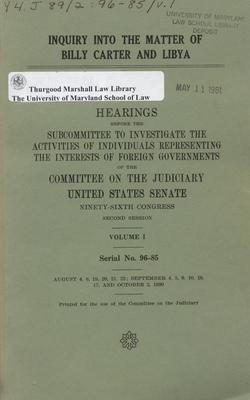 Y4.J89/2:96-85/v.1
UNIVERSITY OF MARYLAND
LAW SCHOOL LIBRARY
DEPOSIT
INQUIRY INTO THE MATTER OF
BILLY CARTER AND LIBYA
Thurgood Marshall Law Library
The University of Maryland School of Law
MAY 11 1981
HEARINGS
BEFORE THE
SUBCOMMITTEE TO INVESTIGATE THE
ACTIVITIES OF INDIVIDUALS REPRESENTING
THE INTERESTS OF FOREIGN GOVERNMENTS
OF THE
COMMITTEE ON THE JUDICIARY
UNITED STATES SENATE
NINETY-SIXTH CONGRESS
SECOND SESSION
VOLUME I
Serial No. 96-85
AUGUST 4, 6, 19, 20, 21, 22; SEPTEMBER 4, 5, 9, 10, 16,
17, AND OCTOBER 2, 1980
Printed for the use of the Committee on the Judiciary